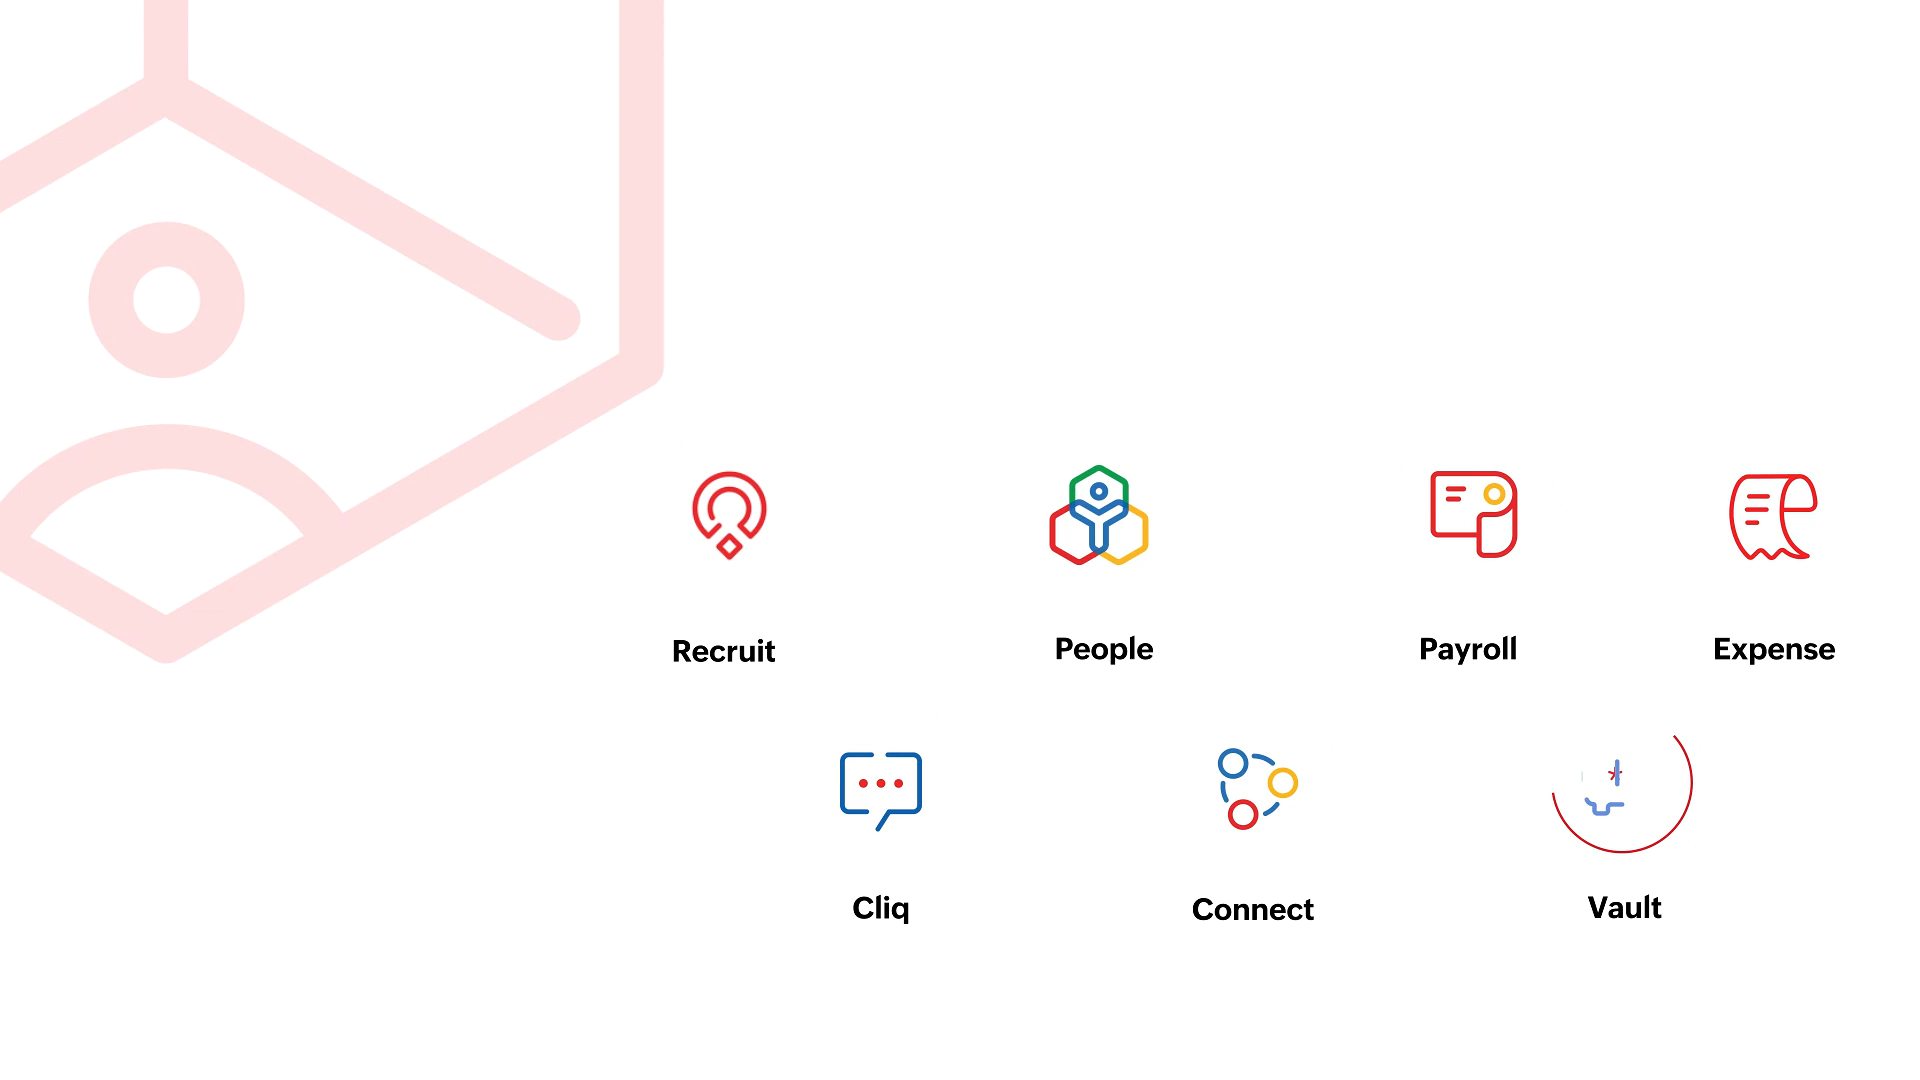 Recruit
People
Payroll
Expense
Cliq
Connect
Vault